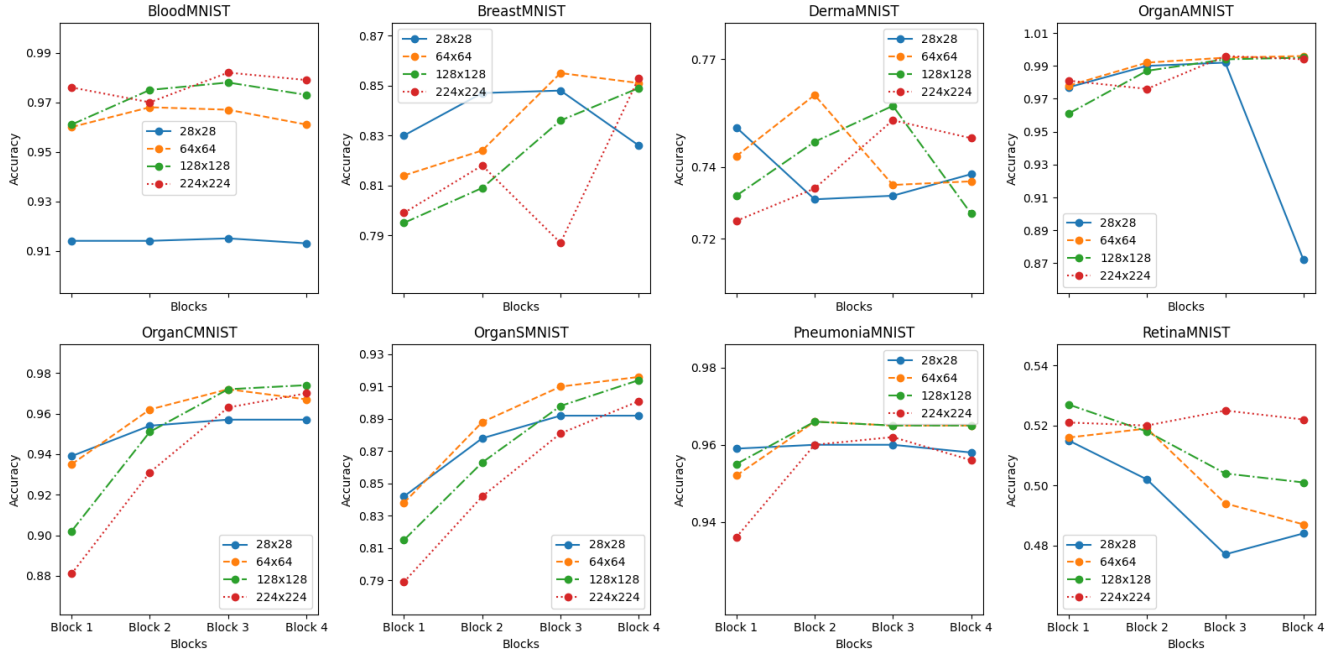 BloodMNIST
0.99
0.97
0.95
0.93
0.91
Accuracy
Blocks
28x28
64x64
128x128
224x224
BreastMNIST
0.87
0.85
0.83
0.81
0.79
Accuracy
Blocks
28x28
64x64
128x128
224x224
DermaMNIST
0.77
0.74
0.72
Accuracy
Blocks
28x28
64x64
128x128
224x224
OrganAMNIST
1.01
0.99
0.97
0.95
0.93
0.91
0.89
0.87
Accuracy
Blocks
28x28
64x64
128x128
224x224
OrganCMNIST
0.98
0.96
0.94
0.92
0.90
0.88
Accuracy
Block 1 Block 2 Block 3 Block 4
Blocks
28x28
64x64
128x128
224x224
OrganSMNIST
0.93
0.91
0.89
0.87
0.85
0.83
0.81
0.79
Accuracy
Block 1 Block 2 Block 3 Block 4
Blocks
28x28
64x64
128x128
224x224
PneumoniaMNIST
0.98
0.96
0.94
Accuracy
Block 1 Block 2 Block 3 Block 4
Blocks
28x28
64x64
128x128
224x224
RetinaMNIST
0.54
0.52
0.50
0.48
Accuracy
Block 1 Block 2 Block 3 Block 4
Blocks
28x28
64x64
128x128
224x224